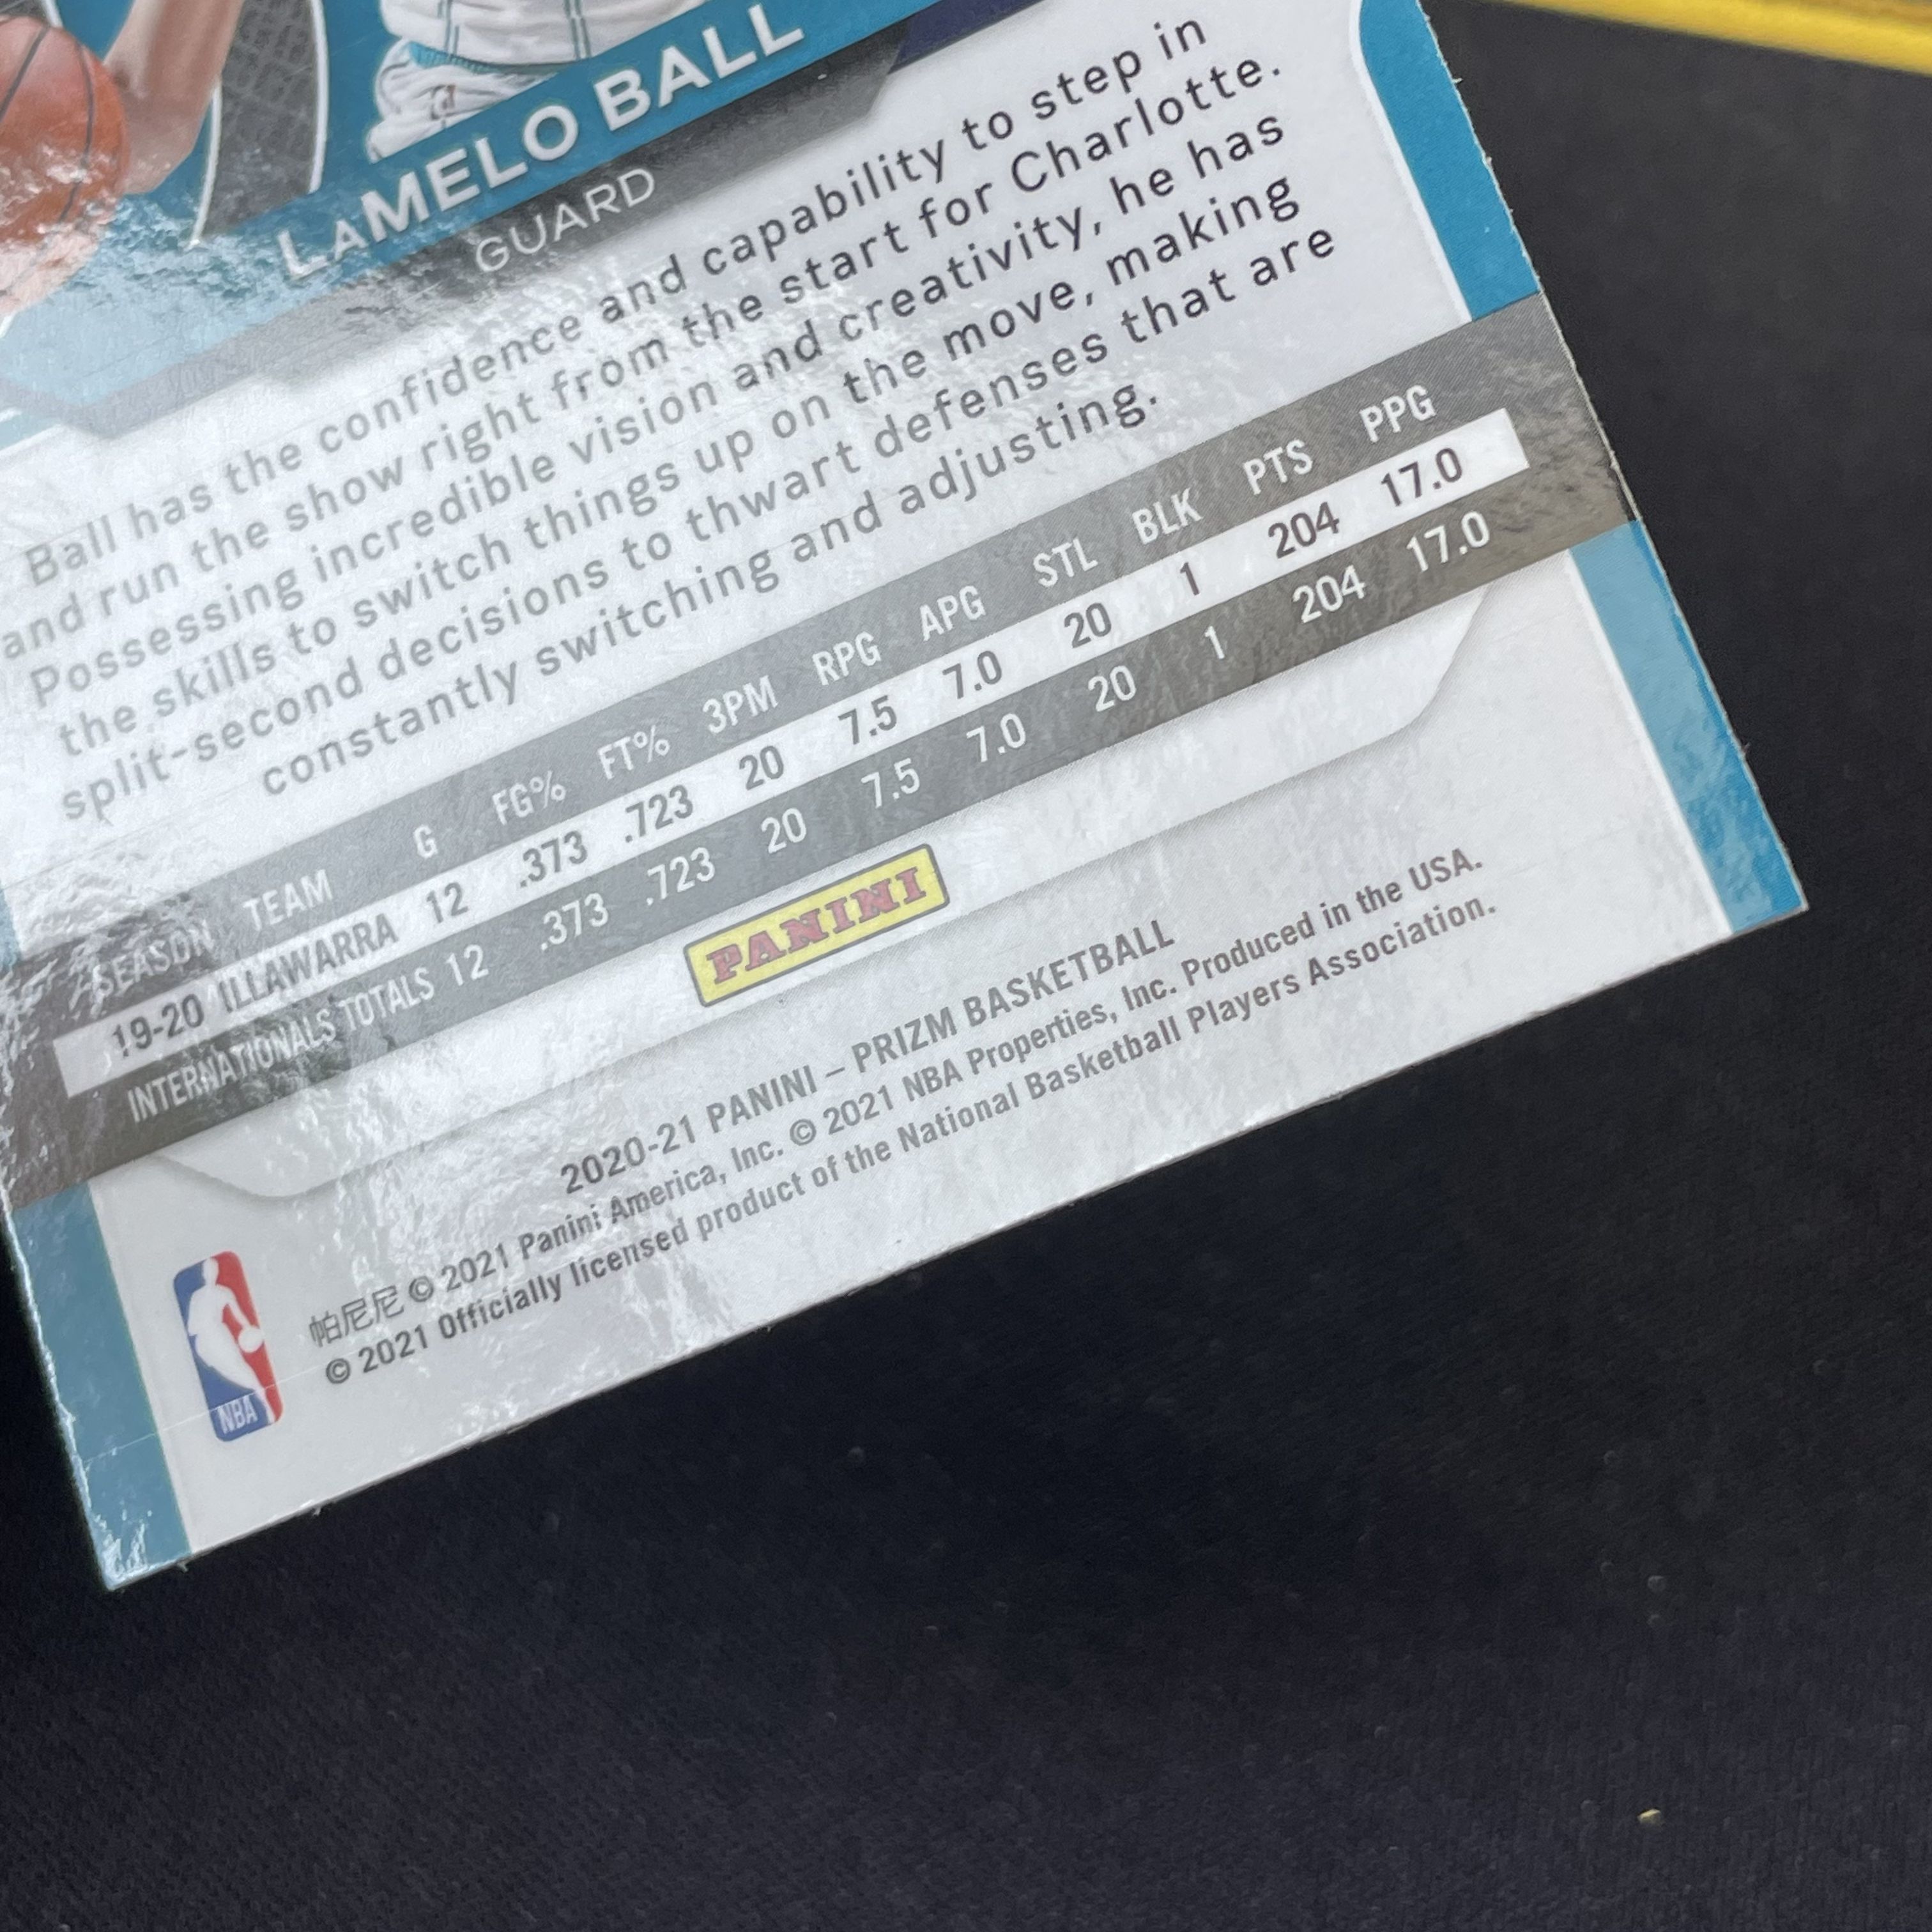 LAMELO BALL
GUARD
Ball has the confidence and capability to step in
and run the show right from the start for Charlotte.
Possessing incredible vision and creativity, he has
the skills to switch things up on the move, making
split-second decisions to thwart defenses that are
constantly switching and adjusting.
SEASON TEAM G FG% FT% 3PM RPG APG STL BLK PTS PPG
19-20 ILLAWARRA 12 .373 .723 20 7.5 7.0 20 1 204 17.0
INTERNATIONALS TOTALS 12 .373 .723 20 7.5 7.0 20 1 204 17.0
PANINI
2020-21 PANINI – PRIZM BASKETBALL
帕尼尼 © 2021 Panini America, Inc. © 2021 NBA Properties, Inc. Produced in the USA.
© 2021 Officially licensed product of the National Basketball Players Association.
NBA